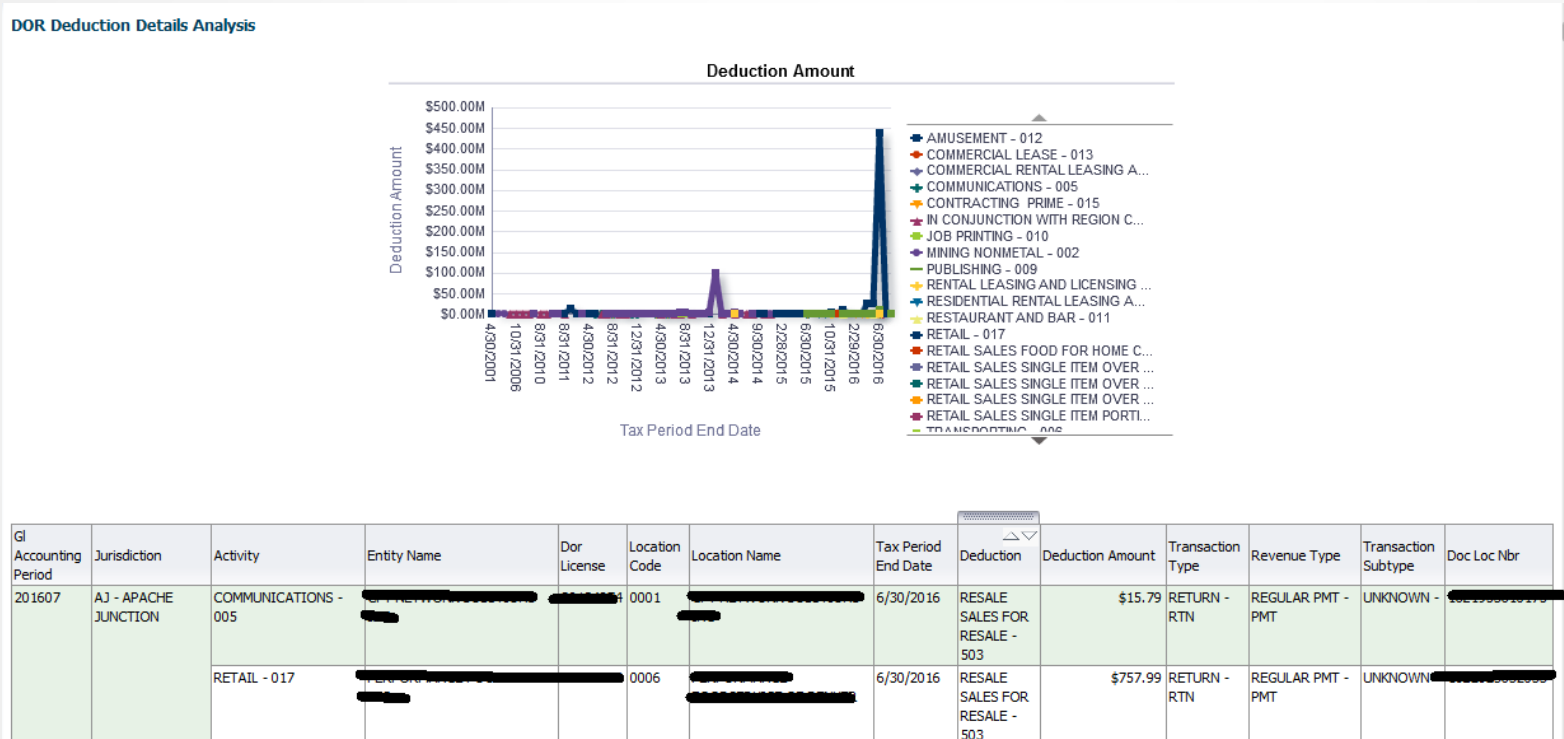 DOR Deduction Details Analysis
Deduction Amount
$500.00M
$450.00M
$400.00M
$350.00M
$300.00M
$250.00M
$200.00M
$150.00M
$100.00M
$50.00M
$0.00M
Deduction Amount
4/30/2001
10/31/2006
8/31/2010
8/31/2011
4/30/2012
8/31/2012
12/31/2012
4/30/2013
8/31/2013
12/31/2013
4/30/2014
9/30/2014
2/28/2015
6/30/2015
10/31/2015
2/29/2016
6/30/2016
Tax Period End Date
AMUSEMENT - 012
COMMERCIAL LEASE - 013
COMMERCIAL RENTAL LEASING A...
COMMUNICATIONS - 005
CONTRACTING  PRIME - 015
IN CONJUNCTION WITH REGION C...
JOB PRINTING - 010
MINING NONMETAL - 002
PUBLISHING - 009
RENTAL LEASING AND LICENSING ...
RESIDENTIAL RENTAL LEASING A...
RESTAURANT AND BAR - 011
RETAIL - 017
RETAIL SALES FOOD FOR HOME C...
RETAIL SALES SINGLE ITEM OVER ...
RETAIL SALES SINGLE ITEM OVER ...
RETAIL SALES SINGLE ITEM OVER ...
RETAIL SALES SINGLE ITEM PORTI...
TRANSPORTING - 006
Gl
Accounting
Period
Jurisdiction
Activity
Entity Name
Dor
License
Location
Code
Location Name
Tax Period
End Date
Deduction
Deduction Amount
Transaction
Type
Revenue Type
Transaction
Subtype
Doc Loc Nbr
201607
AJ - APACHE
JUNCTION
COMMUNICATIONS -
005
0001
6/30/2016
RESALE
SALES FOR
RESALE -
503
$15.79
RETURN -
RTN
REGULAR PMT -
PMT
UNKNOWN -
RETAIL - 017
0006
6/30/2016
RESALE
SALES FOR
RESALE -
503
$757.99
RETURN -
RTN
REGULAR PMT -
PMT
UNKNOWN